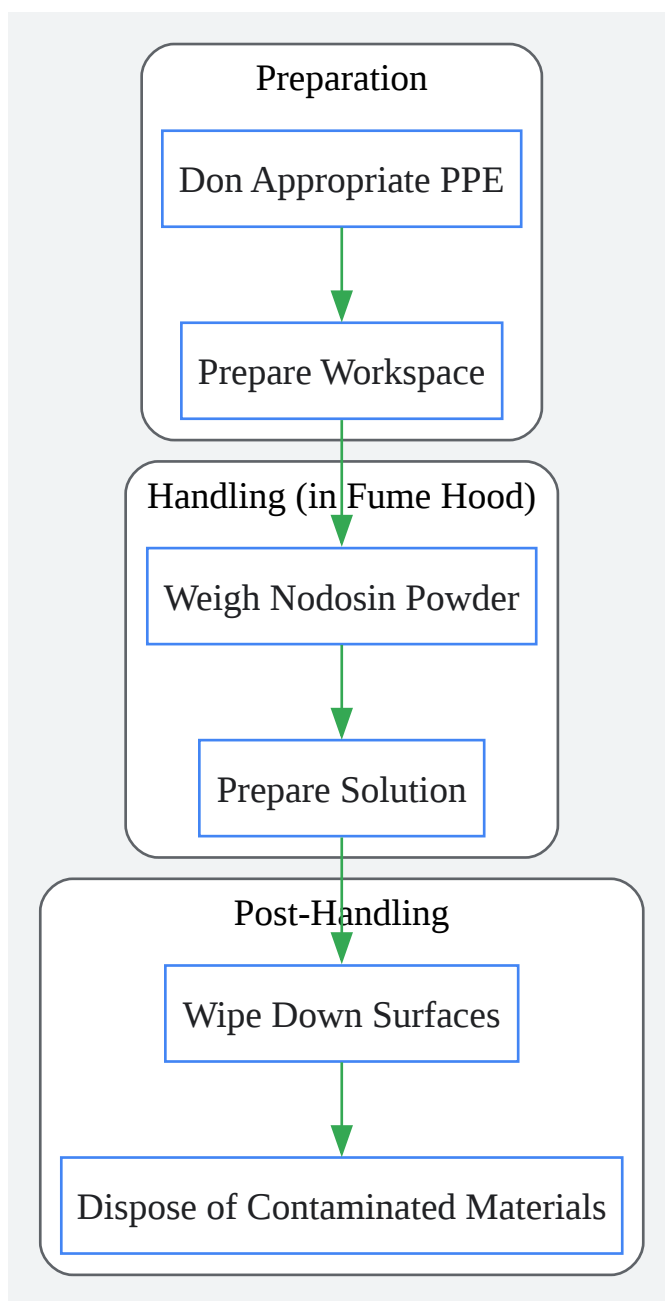 Preparation
Don Appropriate PPE
Prepare Workspace
Handling (in Fume Hood)
Weigh Nodosin Powder
Prepare Solution
Post-Handling
Wipe Down Surfaces
Dispose of Contaminated Materials